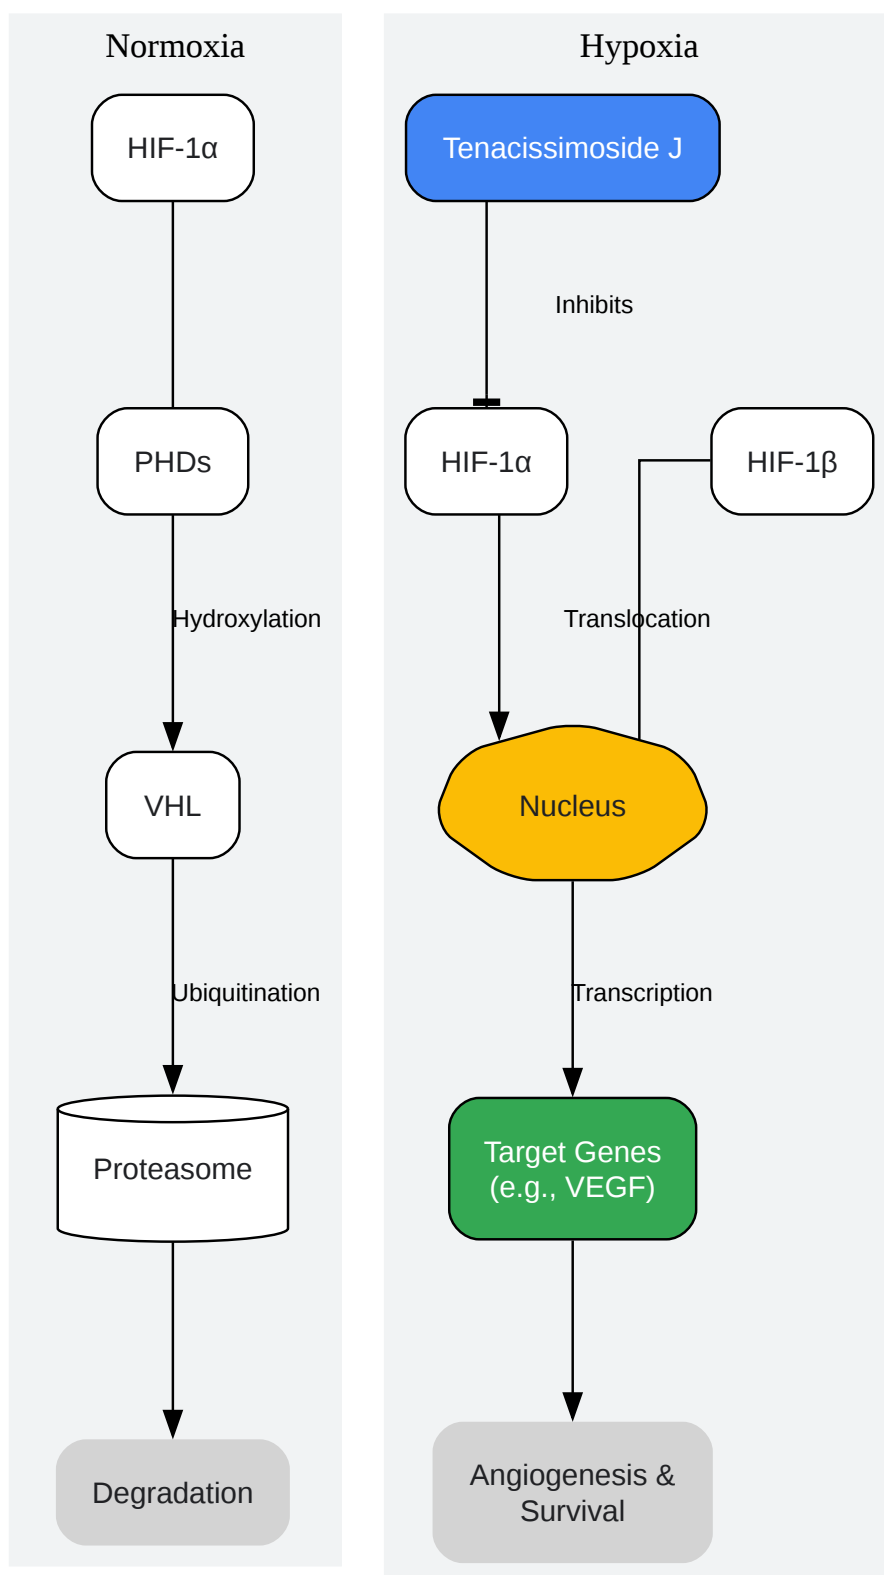 Normoxia
HIF-1α
PHDs
Hydroxylation
VHL
Ubiquitination
Proteasome
Degradation
Hypoxia
Tenacissimoside J
Inhibits
HIF-1α
HIF-1β
Translocation
Nucleus
Transcription
Target Genes
(e.g., VEGF)
Angiogenesis &
Survival